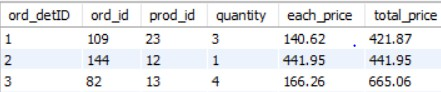 ord_detID ord_id prod_id quantity each_price total_price
1 109 23 3 140.62 421.87
2 144 12 1 441.95 441.95
3 82 13 4 166.26 665.06